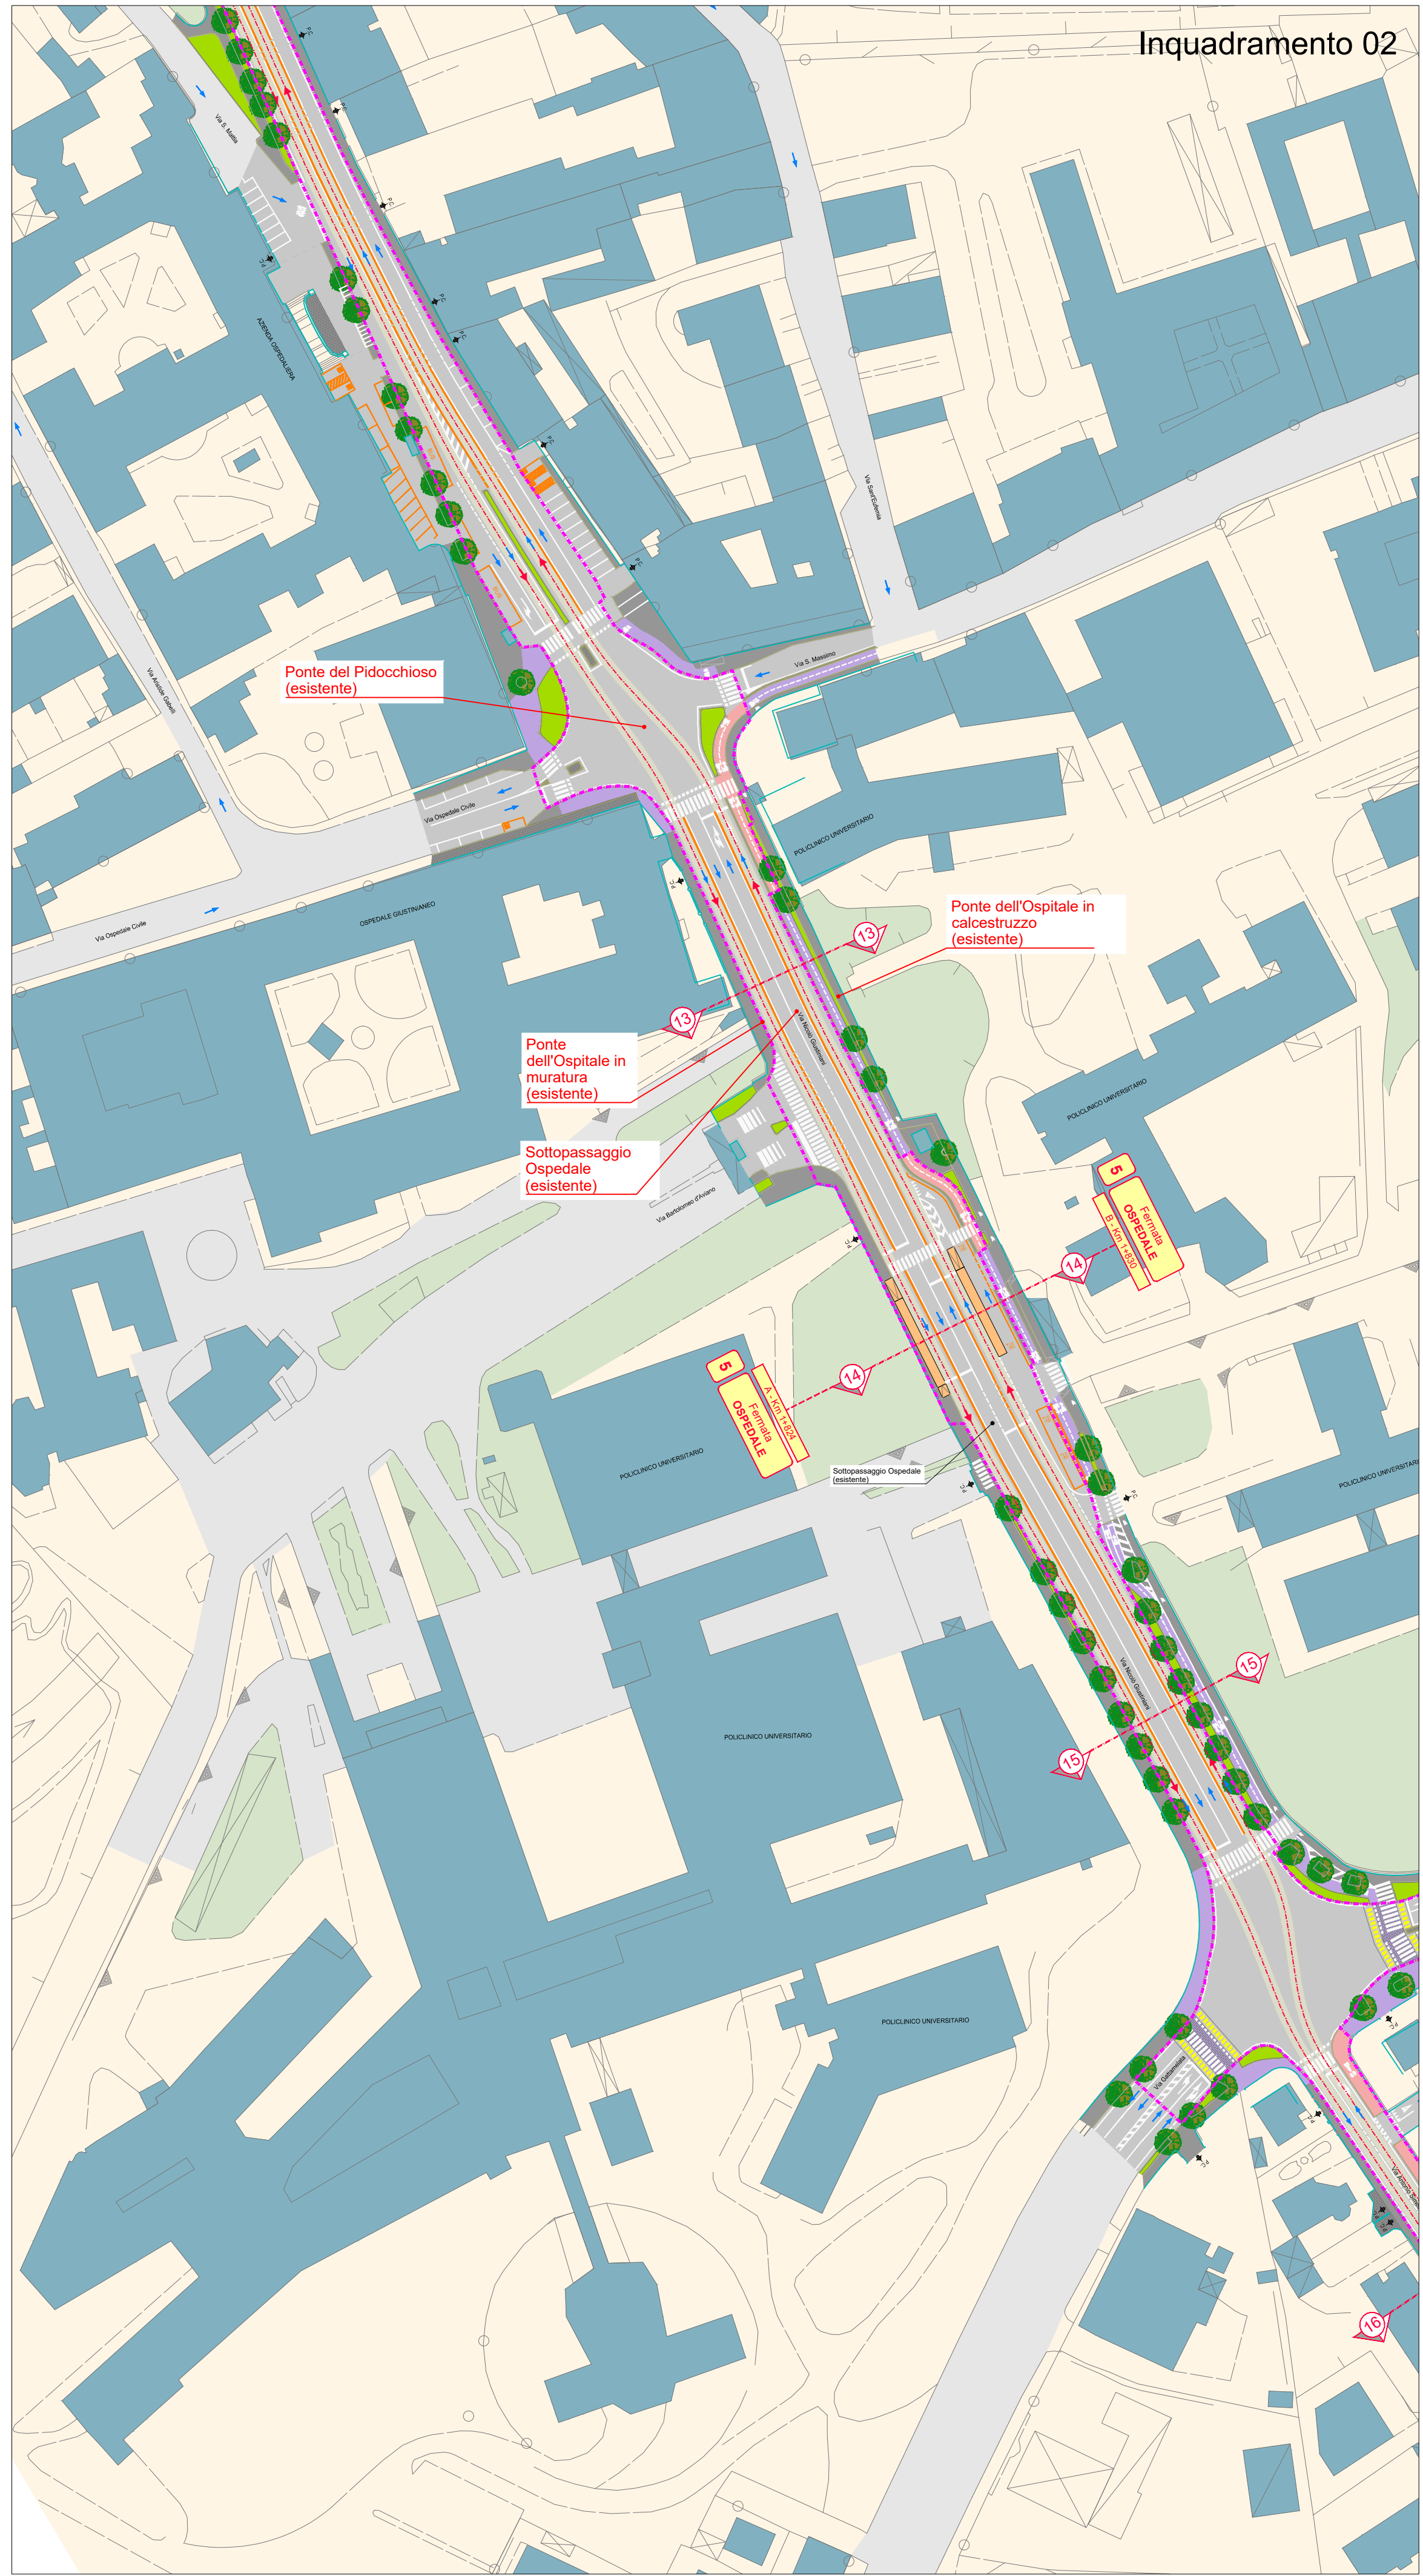 Inquadramento 02
P.C.
P.C.
Via S. Mattia
P.C.
P.C.
P.C.
P.C.
AZIENDA OSPEDALIERA
P.C.
Via Sant'Eufemia
P.C.
Via S. Massimo
Ponte del Pidocchioso
(esistente)
Via Aristide Gabelli
Via Ospedale Civile
POLICLINICO UNIVERSITARIO
P.C.
OSPEDALE GIUSTINIANEO
Via Ospedale Civile
Ponte dell'Ospitale in
calcestruzzo
(esistente)
13
13
Via Nicolò Giustiniani
Ponte
dell'Ospitale in
muratura
(esistente)
POLICLINICO UNIVERSITARIO
Sottopassaggio
Ospedale
(esistente)
Via Bartolomeo d'Aviano
5
Fermata
OSPEDALE
B - Km 1+830
P.C.
14
14
5
Fermata
OSPEDALE
A - Km 1+824
POLICLINICO UNIVERSITARIO
Sottopassaggio Ospedale
(esistente)
POLICLINICO UNIVERSITARI
P.C.
P.C.
15
Via Nicolò Giustiniani
POLICLINICO UNIVERSITARIO
15
POLICLINICO UNIVERSITARIO
P.C.
Via Gattamelata
P.C.
P.C.
P.C.
P.C.
16